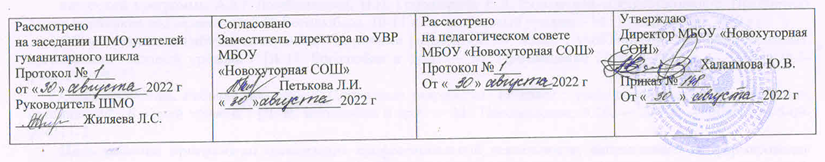 Рассмотрено
на заседании ШМО учителей
гуманитарного цикла
Протокол № 1
от « 30 » августа 2022 г
Руководитель ШМО
Жиляева Л.С.
Согласовано
Заместитель директора по УВР
МБОУ
«Новохуторная СОШ»
Петькова Л.И.
« 30 » августа 2022 г
Рассмотрено
на педагогическом совете
МБОУ «Новохуторная СОШ»
Протокол № 1
От « 30 » августа 2022 г
Утверждаю
Директор МБОУ «Новохуторная
СОШ»
Халаимова Ю.В.
Приказ №
От « 30 » августа 2022 г